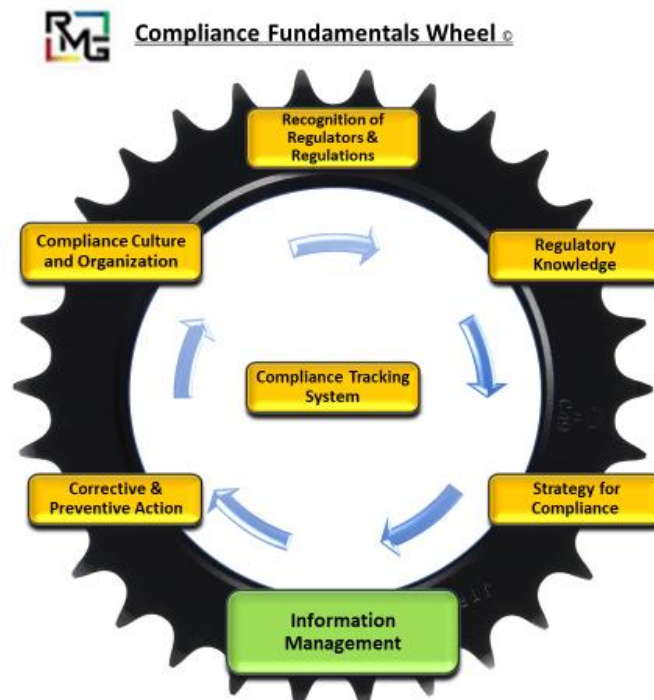 RMG
Compliance Fundamentals Wheel ©
Recognition of
Regulators &
Regulations
Compliance Culture
and Organization
Regulatory
Knowledge
Compliance Tracking
System
Corrective &
Preventive Action
Strategy for
Compliance
Information
Management